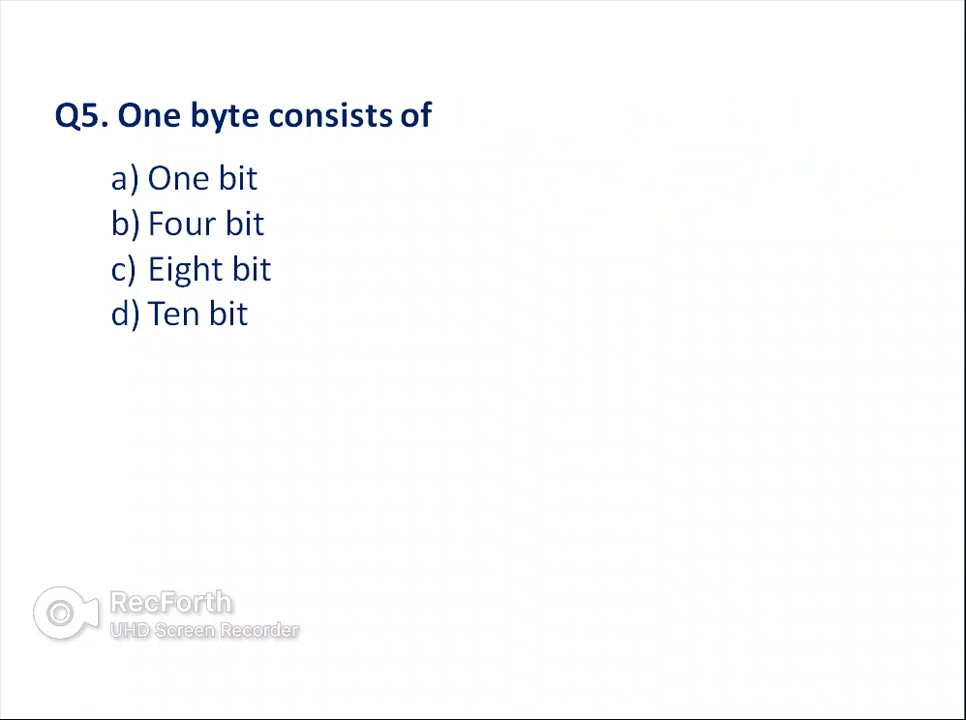 Q5. One byte consists of
a) One bit
b) Four bit
c) Eight bit
d) Ten bit
RecForth
UHD Screen Recorder